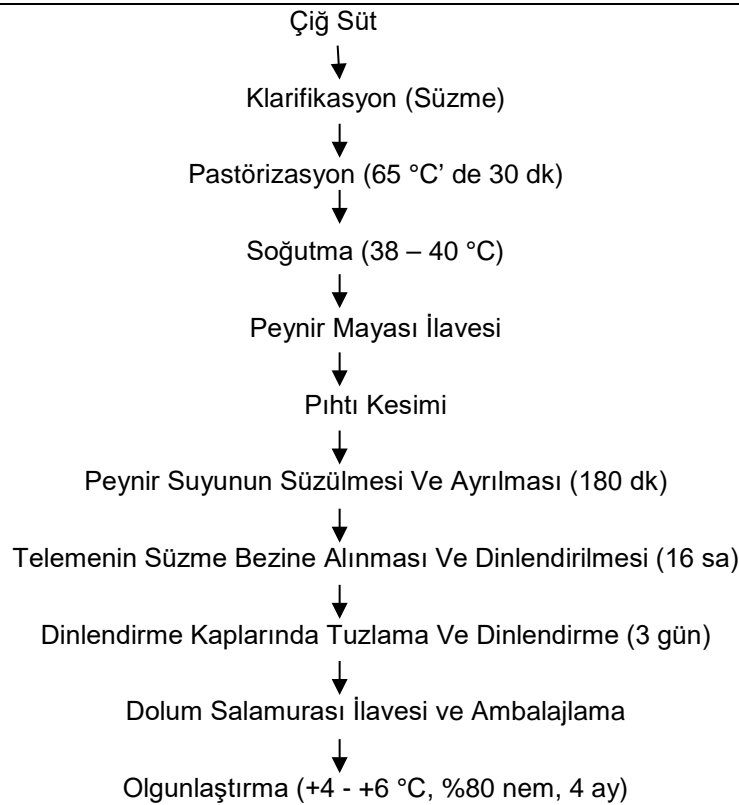 Çiğ Süt
Klarifikasyon (Süzme)
Pastörizasyon (65 °C’ de 30 dk)
Soğutma (38 – 40 °C)
Peynir Mayası İlavesi
Pıhtı Kesimi
Peynir Suyunun Süzülmesi Ve Ayrılması (180 dk)
Telemenin Süzme Bezine Alınması Ve Dinlendirilmesi (16 sa)
Dinlendirme Kaplarında Tuzlama Ve Dinlendirme (3 gün)
Dolum Salamurası İlavesi ve Ambalajlama
Olgunlaştırma (+4 - +6 °C, %80 nem, 4 ay)